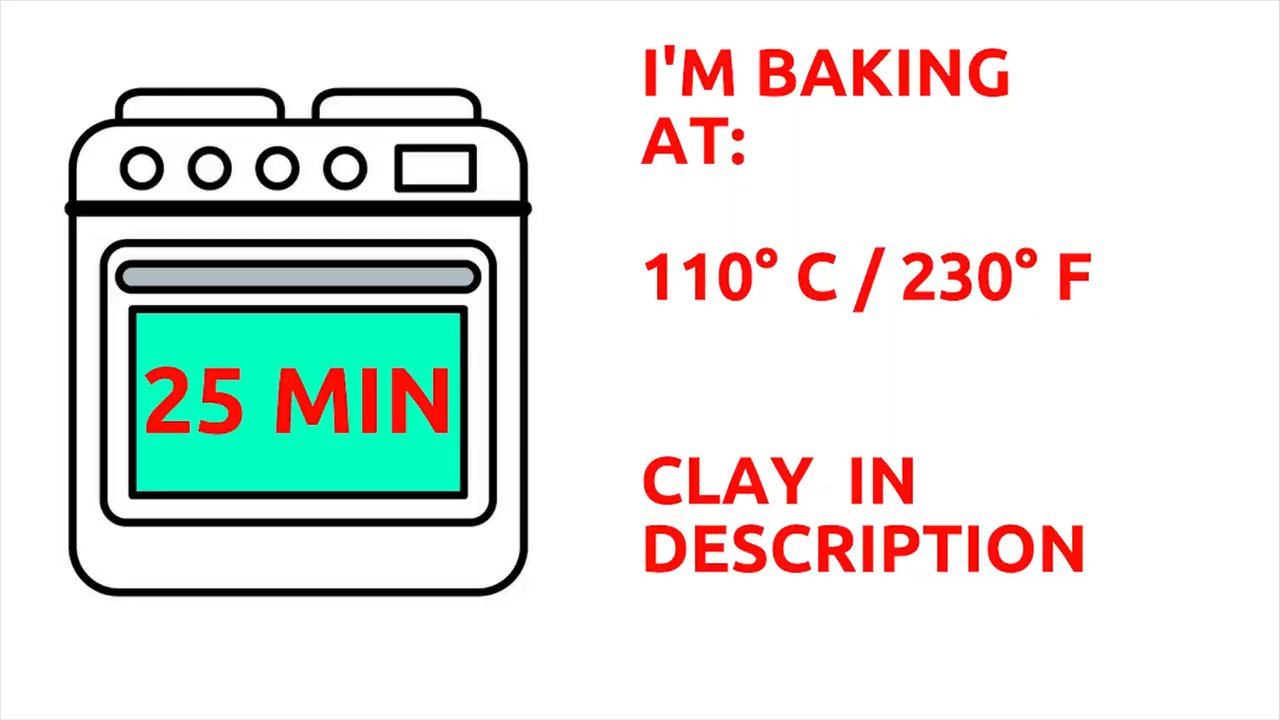 I'M BAKING
AT:
110° C / 230° F
25 MIN
CLAY IN
DESCRIPTION